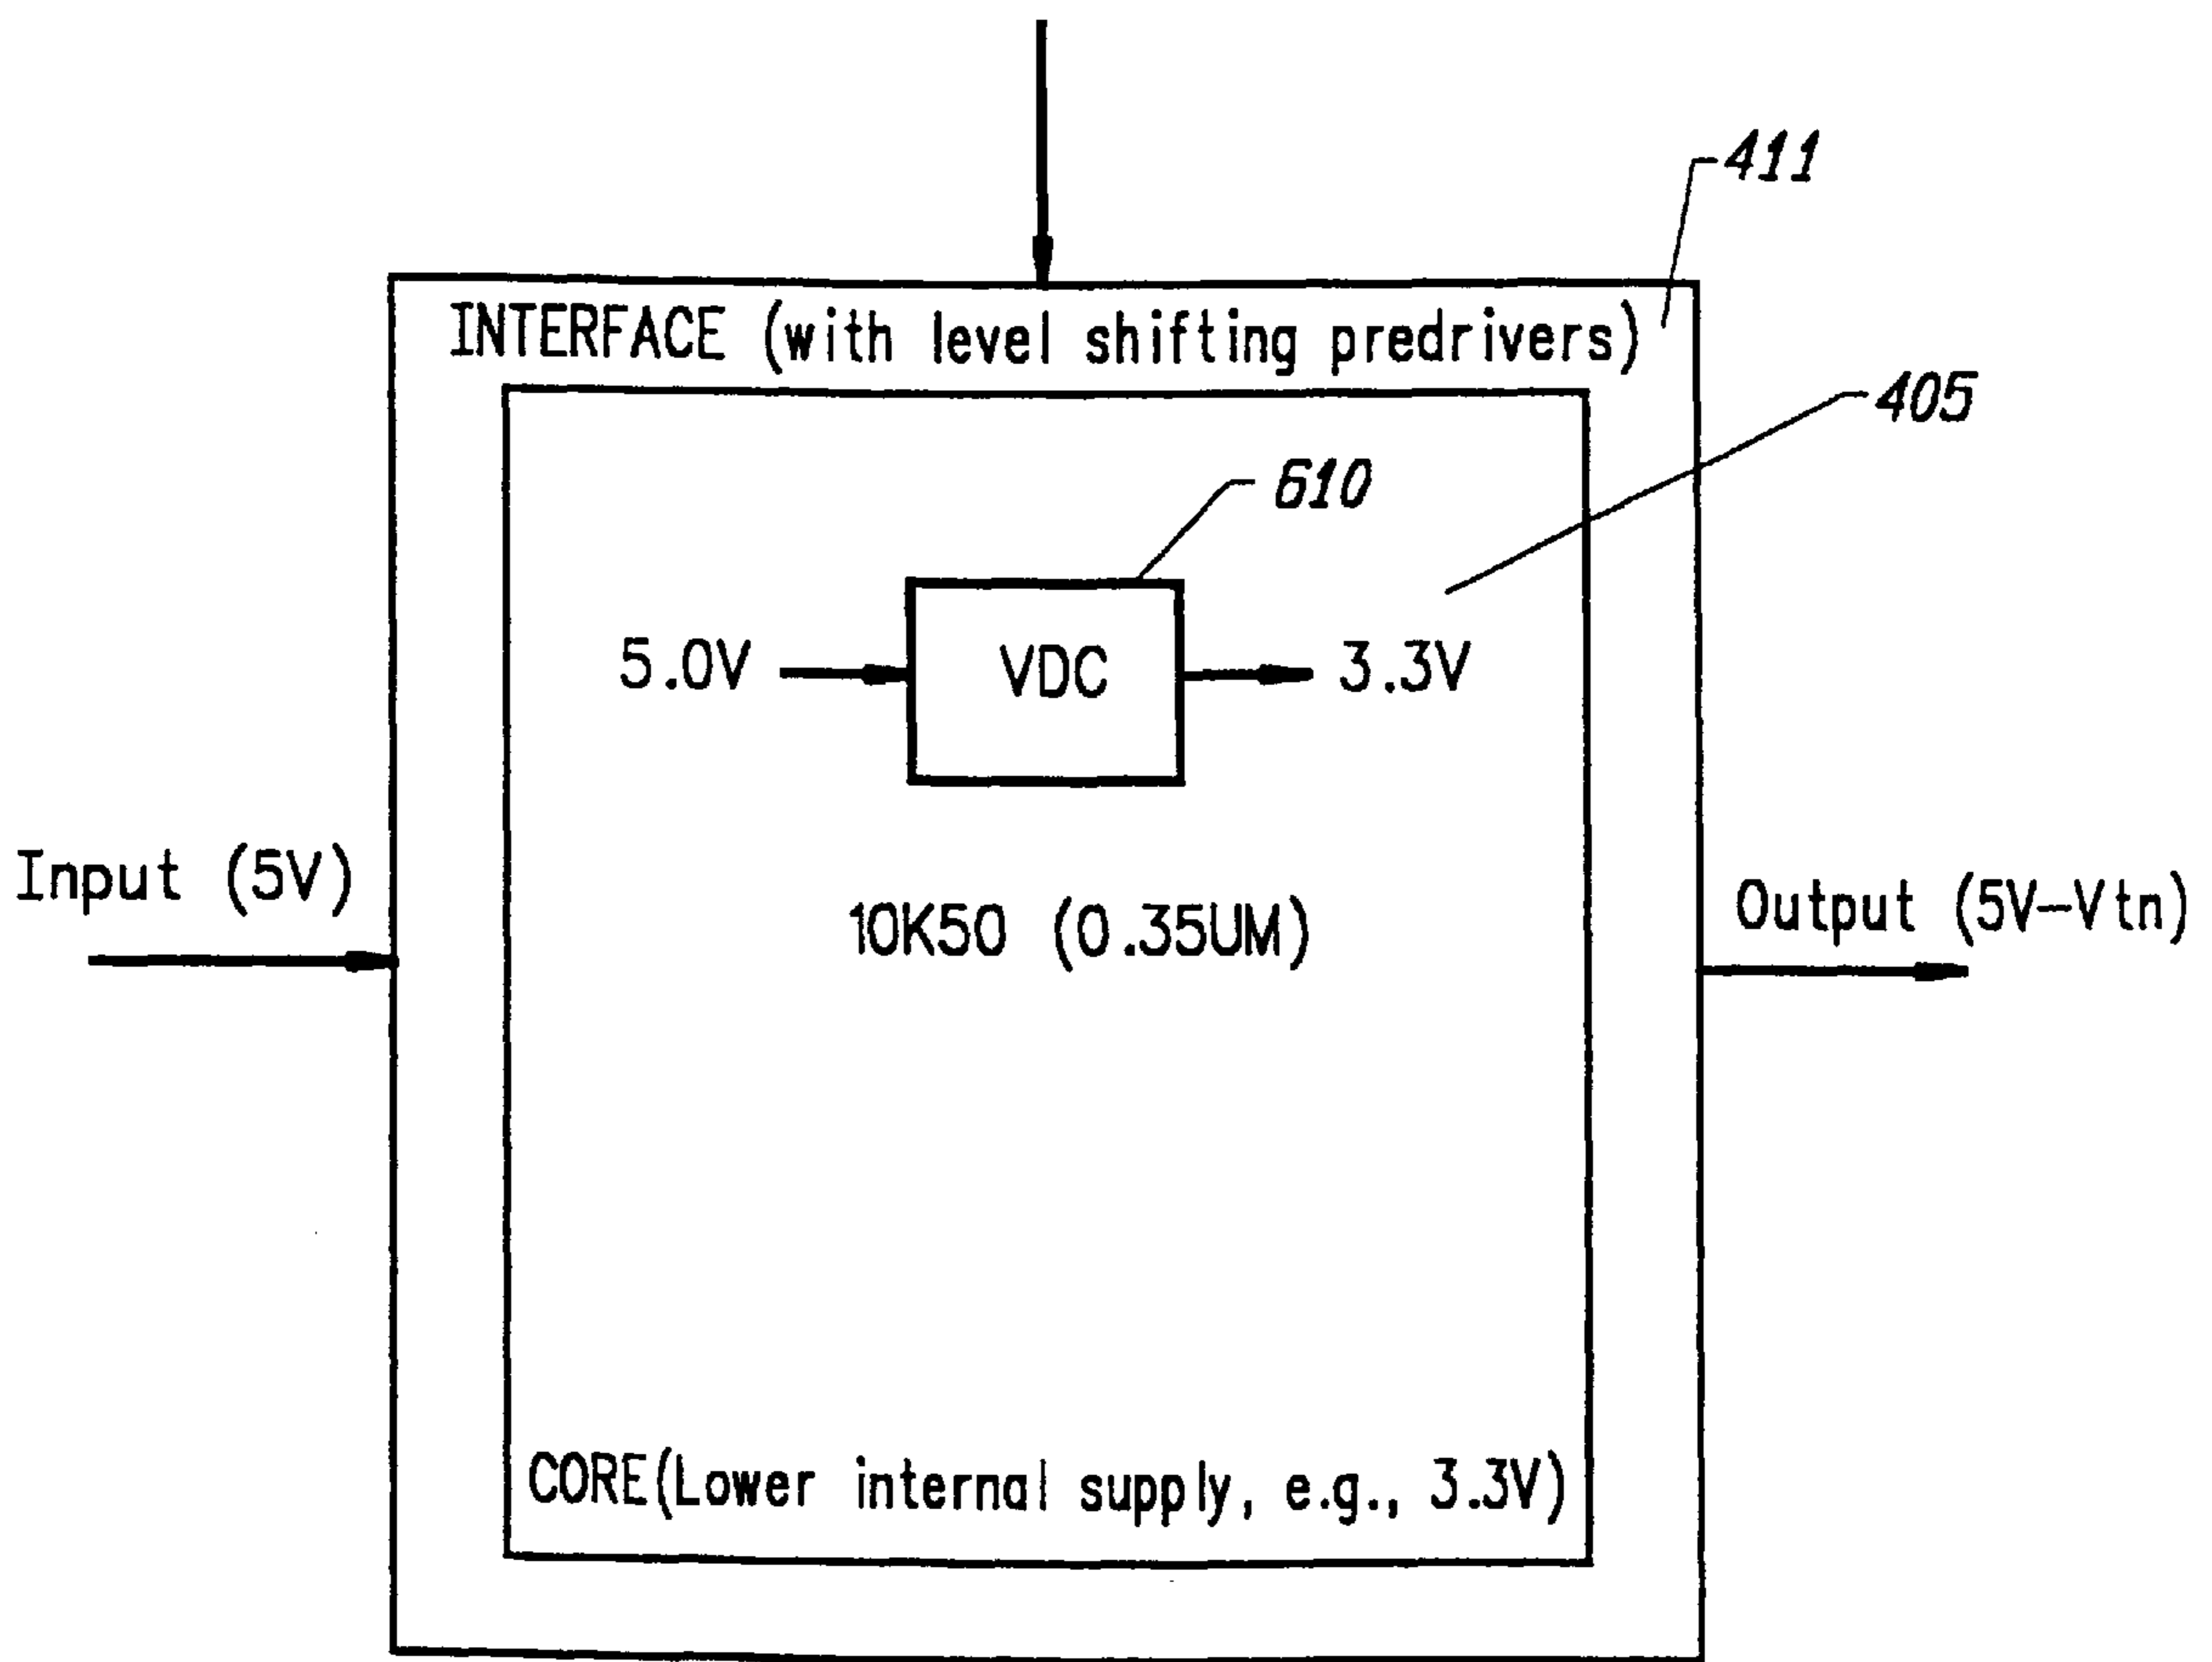 411
INTERFACE (with level shifting predrivers)
405
610
5.0V
VDC
3.3V
Input (5V)
10K50 (0.35UM)
Output (5V-Vtn)
CORE(Lower internal supply, e.g., 3.3V)